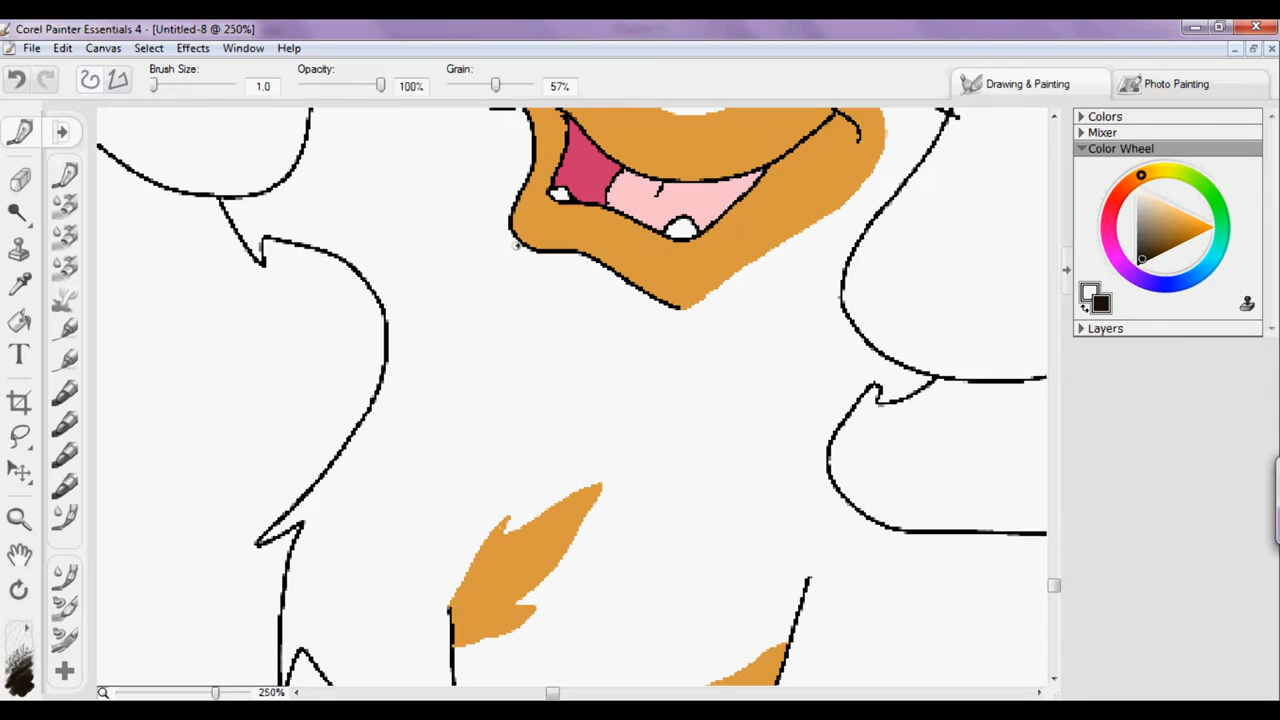 Corel Painter Essentials 4 - [Untitled-8 @ 250%]
File Edit Canvas Select Effects Window Help
Brush Size: 1.0 Opacity: 100% Grain: 57% Drawing & Painting Photo Painting
Colors
Mixer
Color Wheel
Layers
T
250%